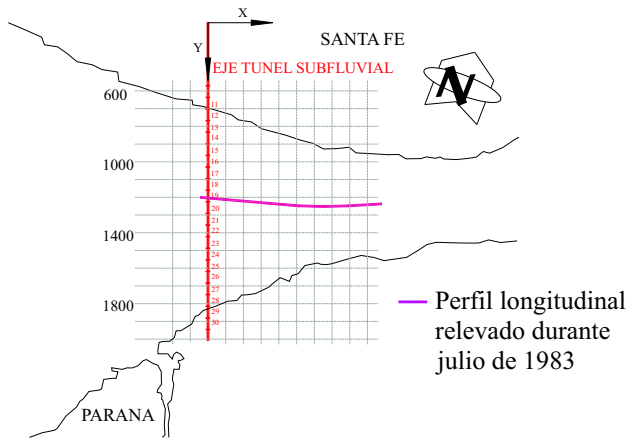 X
Y
SANTA FE
EJE TUNEL SUBFLUVIAL
N
600
11
12
13
14
15
1000
16
17
18
19
20
21
22
1400
23
24
25
26
27
1800
28
29
30
Perfil longitudinal
relevado durante
julio de 1983
PARANA